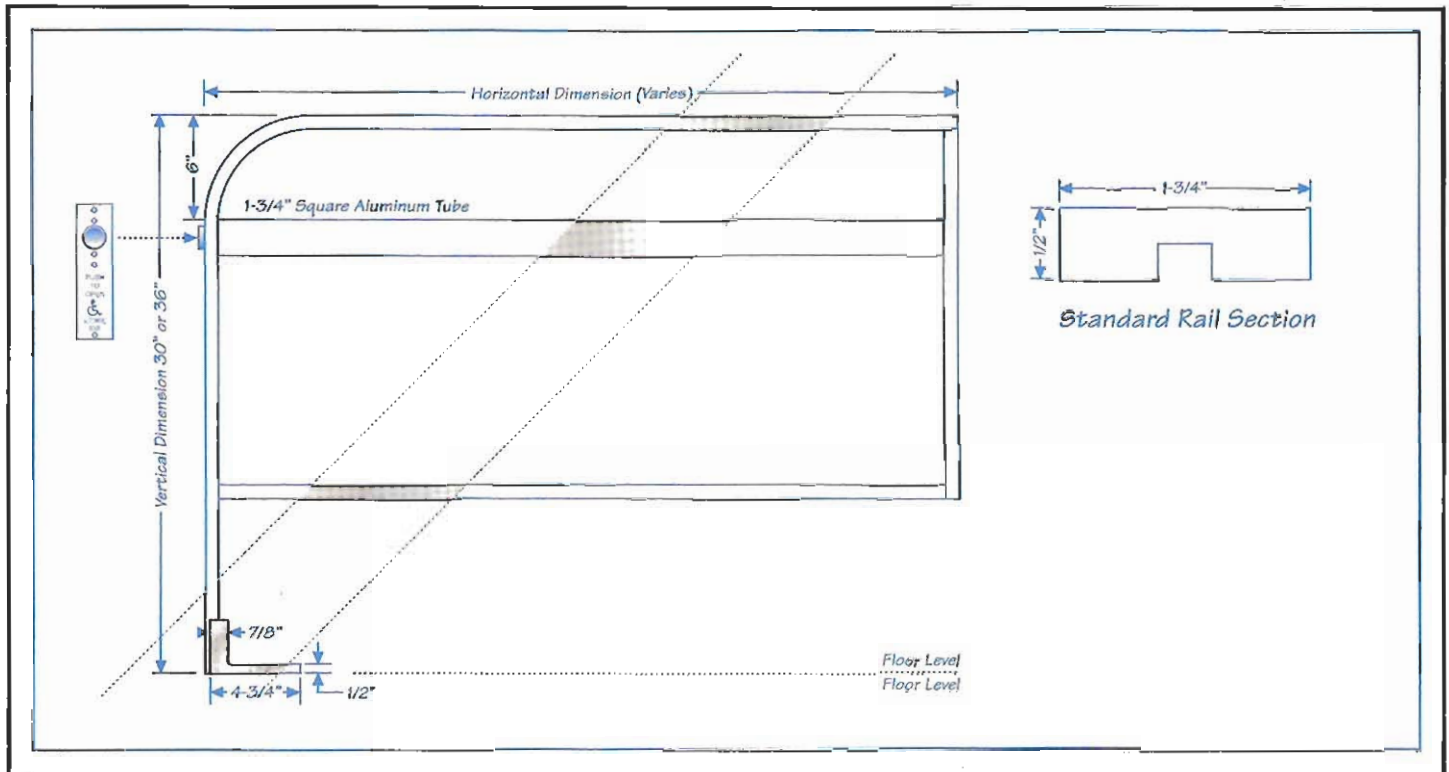 Horizontal Dimension (Varies)
6"
1-3/4" Square Aluminum Tube
Vertical Dimension 30" or 36"
1-3/4"
1/2"
Standard Rail Section
7/8"
4-3/4"
1/2"
Floor Level
Floor Level